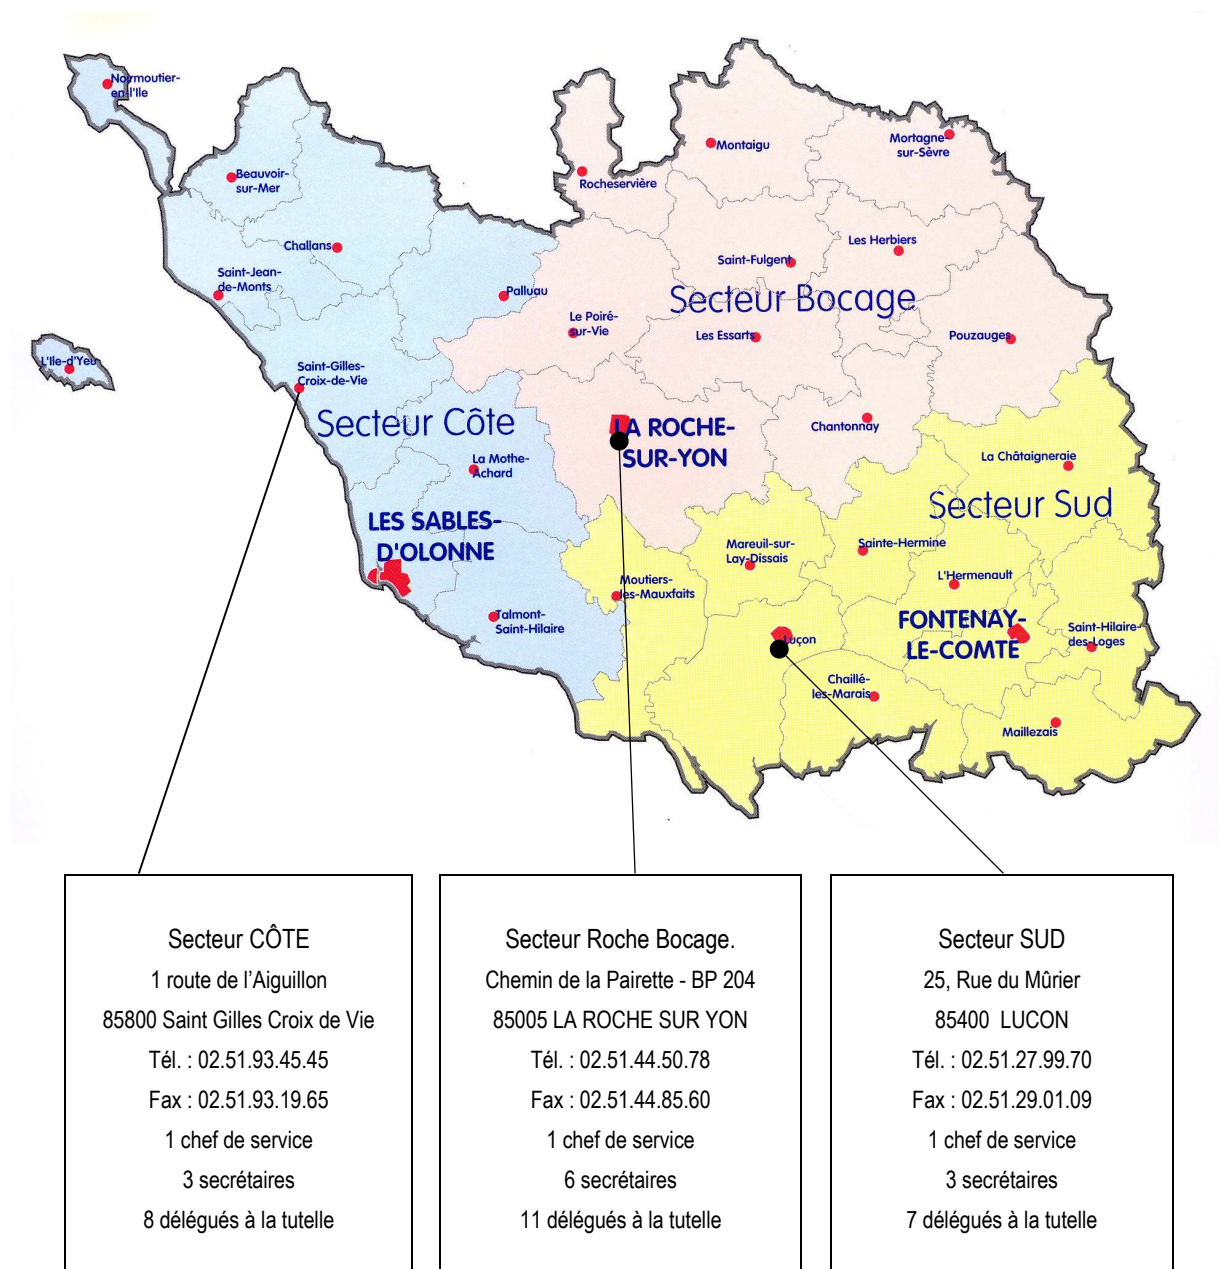 Noirmoutier-
en-l'Ile
Beauvoir-
sur-Mer
Challans
Saint-Jean-
de-Monts
Palluau
L'Ile-d'Yeu
Saint-Gilles-
Croix-de-Vie
Secteur Côte
La Mothe-
Achard
LES SABLES-
D'OLONNE
Talmont-
Saint-Hilaire
Rocheservière
Montaigu
Mortagne-
sur-Sèvre
Les Herbiers
Saint-Fulgent
Secteur Bocage
Le Poiré-
sur-Vie
Les Essarts
Pouzauges
LA ROCHE-
SUR-YON
Chantonnay
La Châtaigneraie
Secteur Sud
Mareuil-sur-
Lay-Dissais
Sainte-Hermine
L'Hermenault
Moutiers-
les-Mauxfaits
FONTENAY-
LE-COMTE
Saint-Hilaire-
des-Loges
Luçon
Chaillé-
les-Marais
Maillezais
Secteur CÔTE
1 route de l'Aiguillon
85800 Saint Gilles Croix de Vie
Tél. : 02.51.93.45.45
Fax : 02.51.93.19.65
1 chef de service
3 secrétaires
8 délégués à la tutelle
Secteur Roche Bocage.
Chemin de la Pairette - BP 204
85005 LA ROCHE SUR YON
Tél. : 02.51.44.50.78
Fax : 02.51.44.85.60
1 chef de service
6 secrétaires
11 délégués à la tutelle
Secteur SUD
25, Rue du Mûrier
85400 LUCON
Tél. : 02.51.27.99.70
Fax : 02.51.29.01.09
1 chef de service
3 secrétaires
7 délégués à la tutelle